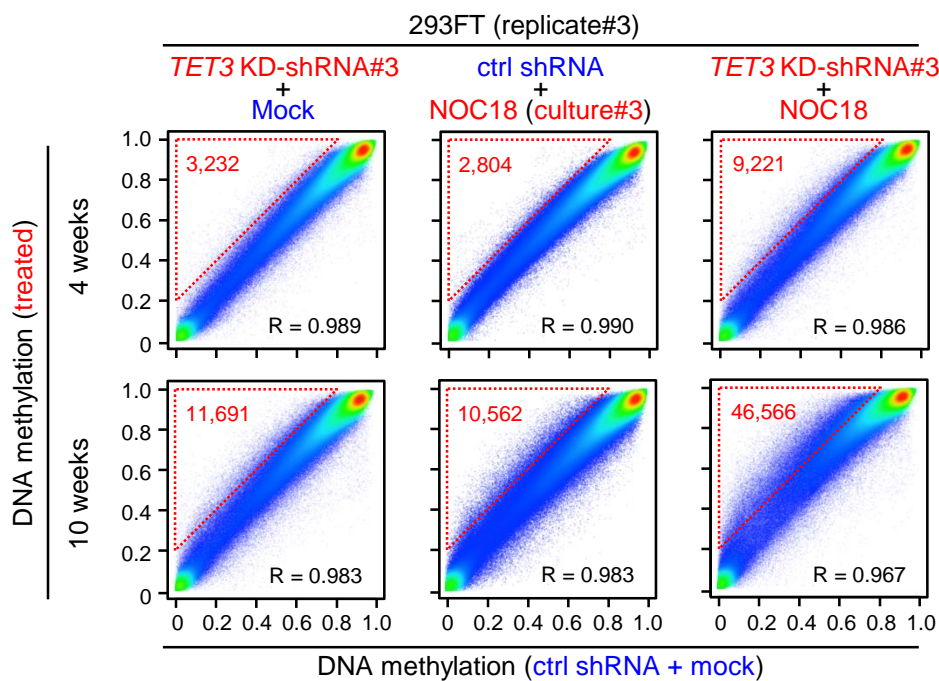 293FT (replicate#3)
TET3 KD-shRNA#3
+
Mock
ctrl shRNA
+
NOC18 (culture#3)
TET3 KD-shRNA#3
+
NOC18
DNA methylation (treated)
4 weeks
1.0
0.8
0.6
0.4
0.2
0
3,232
R = 0.989
2,804
R = 0.990
9,221
R = 0.986
10 weeks
1.0
0.8
0.6
0.4
0.2
0
11,691
R = 0.983
10,562
R = 0.983
46,566
R = 0.967
0 0.2 0.4 0.6 0.8 1.0
0 0.2 0.4 0.6 0.8 1.0
0 0.2 0.4 0.6 0.8 1.0
DNA methylation (ctrl shRNA + mock)